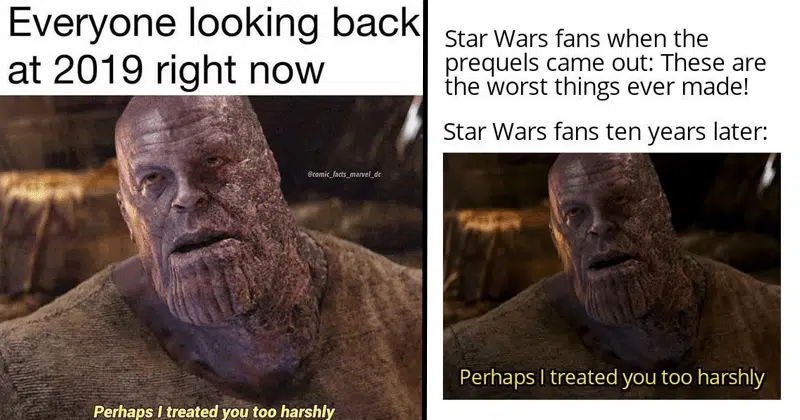 Everyone looking back
at 2019 right now
@comic_facts_marvel_dc
Perhaps I treated you too harshly
Star Wars fans when the
prequels came out: These are
the worst things ever made!
Star Wars fans ten years later:
Perhaps I treated you too harshly